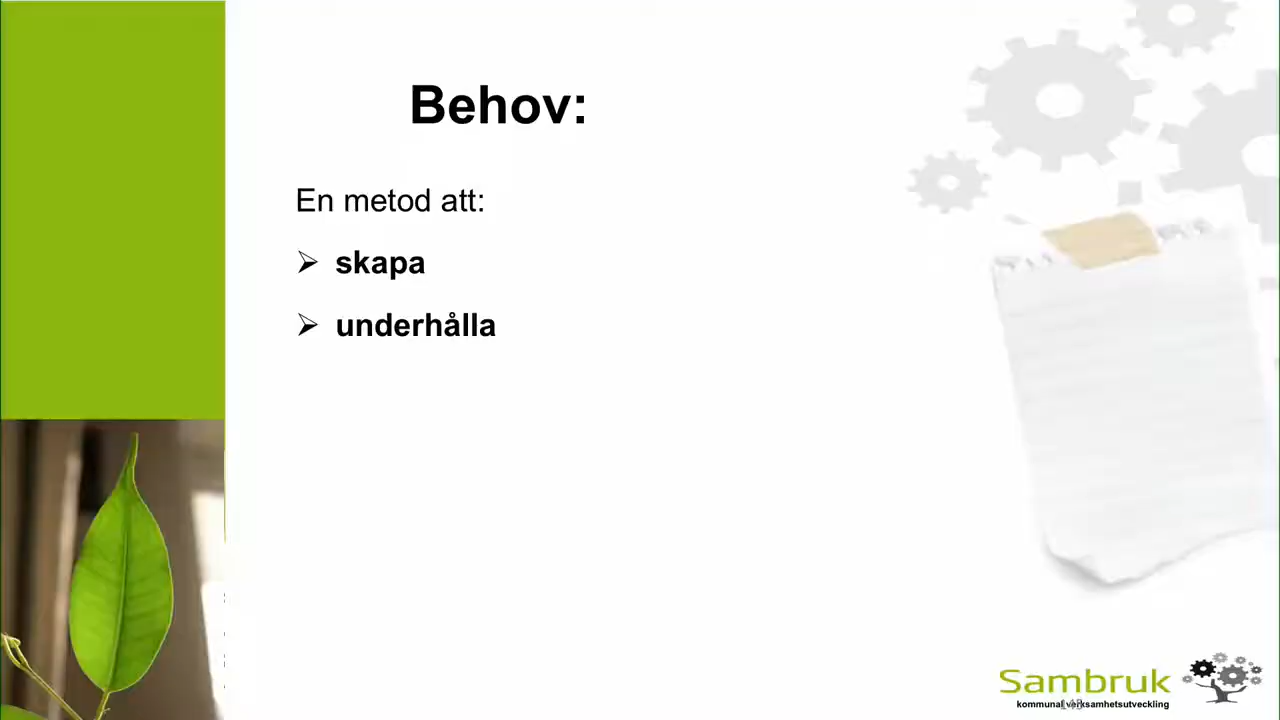 Behov:
En metod att:
skapa
underhålla
Sambruk
kommunal verksamhetsutveckling